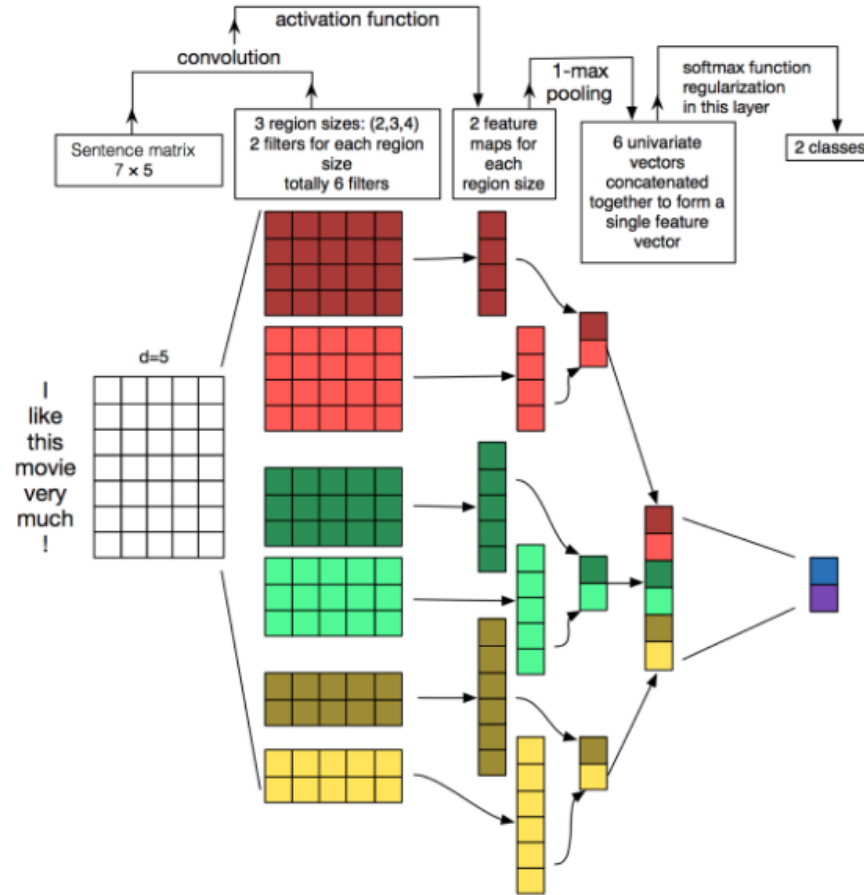 activation function
convolution
1-max
pooling
softmax function
regularization
in this layer
Sentence matrix
7 × 5
3 region sizes: (2,3,4)
2 filters for each region
size
totally 6 filters
2 feature
maps for
each
region size
6 univariate
vectors
concatenated
together to form a
single feature
vector
2 classes
d=5
I
like
this
movie
very
much
!